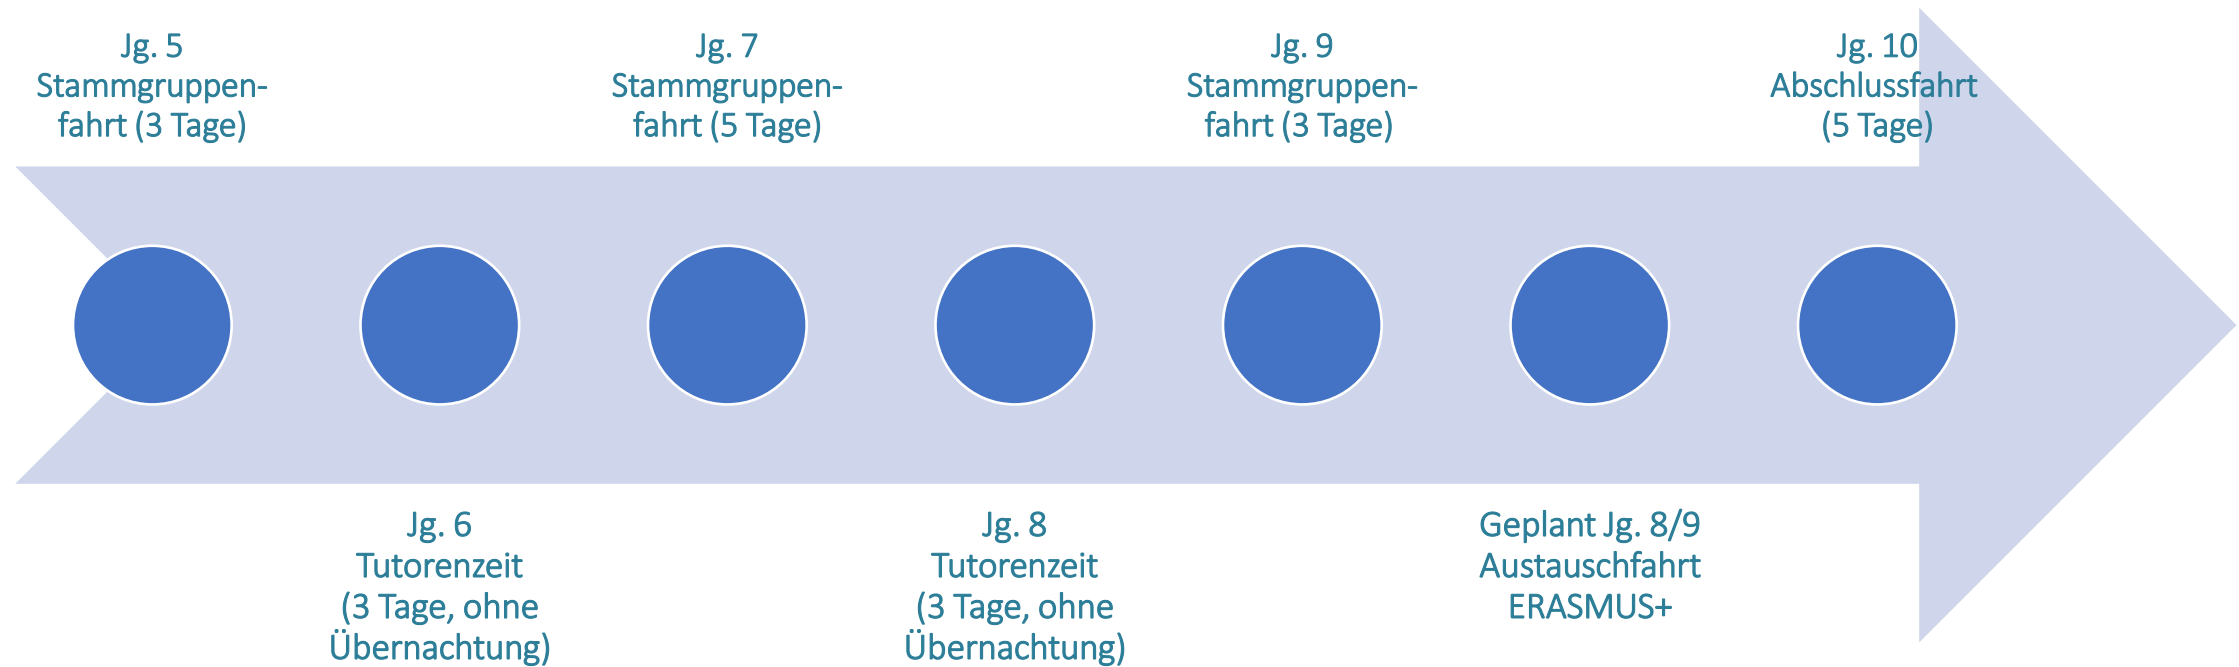 Jg. 5
Stammgruppen-
fahrt (3 Tage)
Jg. 6
Tutorenzeit
(3 Tage, ohne
Übernachtung)
Jg. 7
Stammgruppen-
fahrt (5 Tage)
Jg. 8
Tutorenzeit
(3 Tage, ohne
Übernachtung)
Jg. 9
Stammgruppen-
fahrt (3 Tage)
Geplant Jg. 8/9
Austauschfahrt
ERASMUS+
Jg. 10
Abschlussfahrt
(5 Tage)